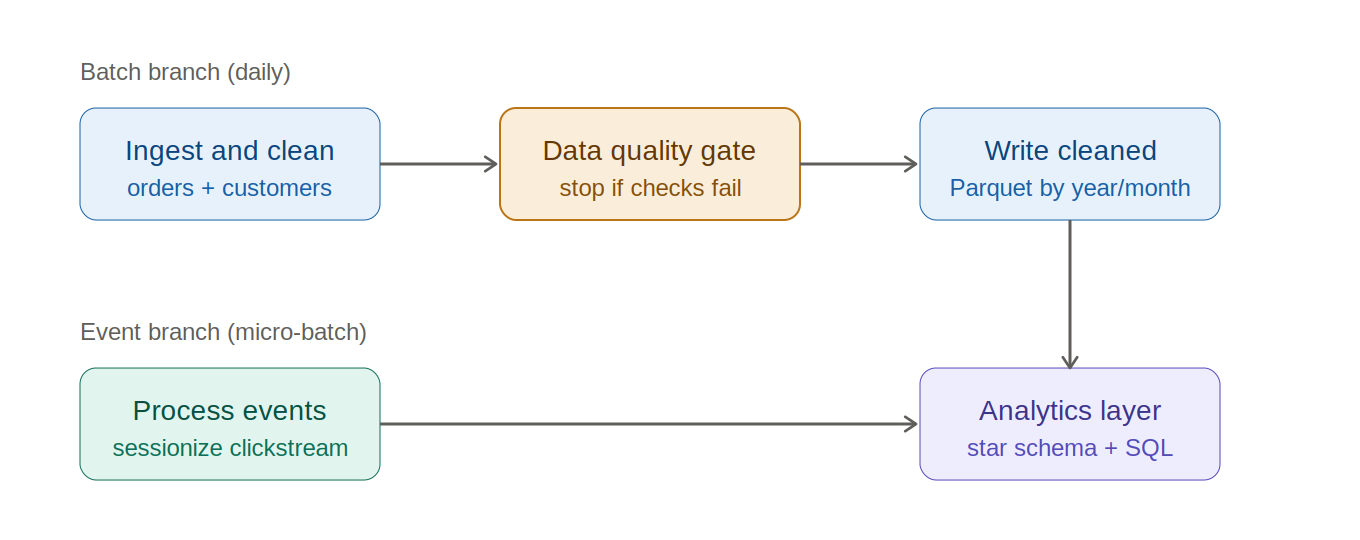 Batch branch (daily)
Ingest and clean
orders + customers
Data quality gate
stop if checks fail
Write cleaned
Parquet by year/month
Event branch (micro-batch)
Process events
sessionize clickstream
Analytics layer
star schema + SQL